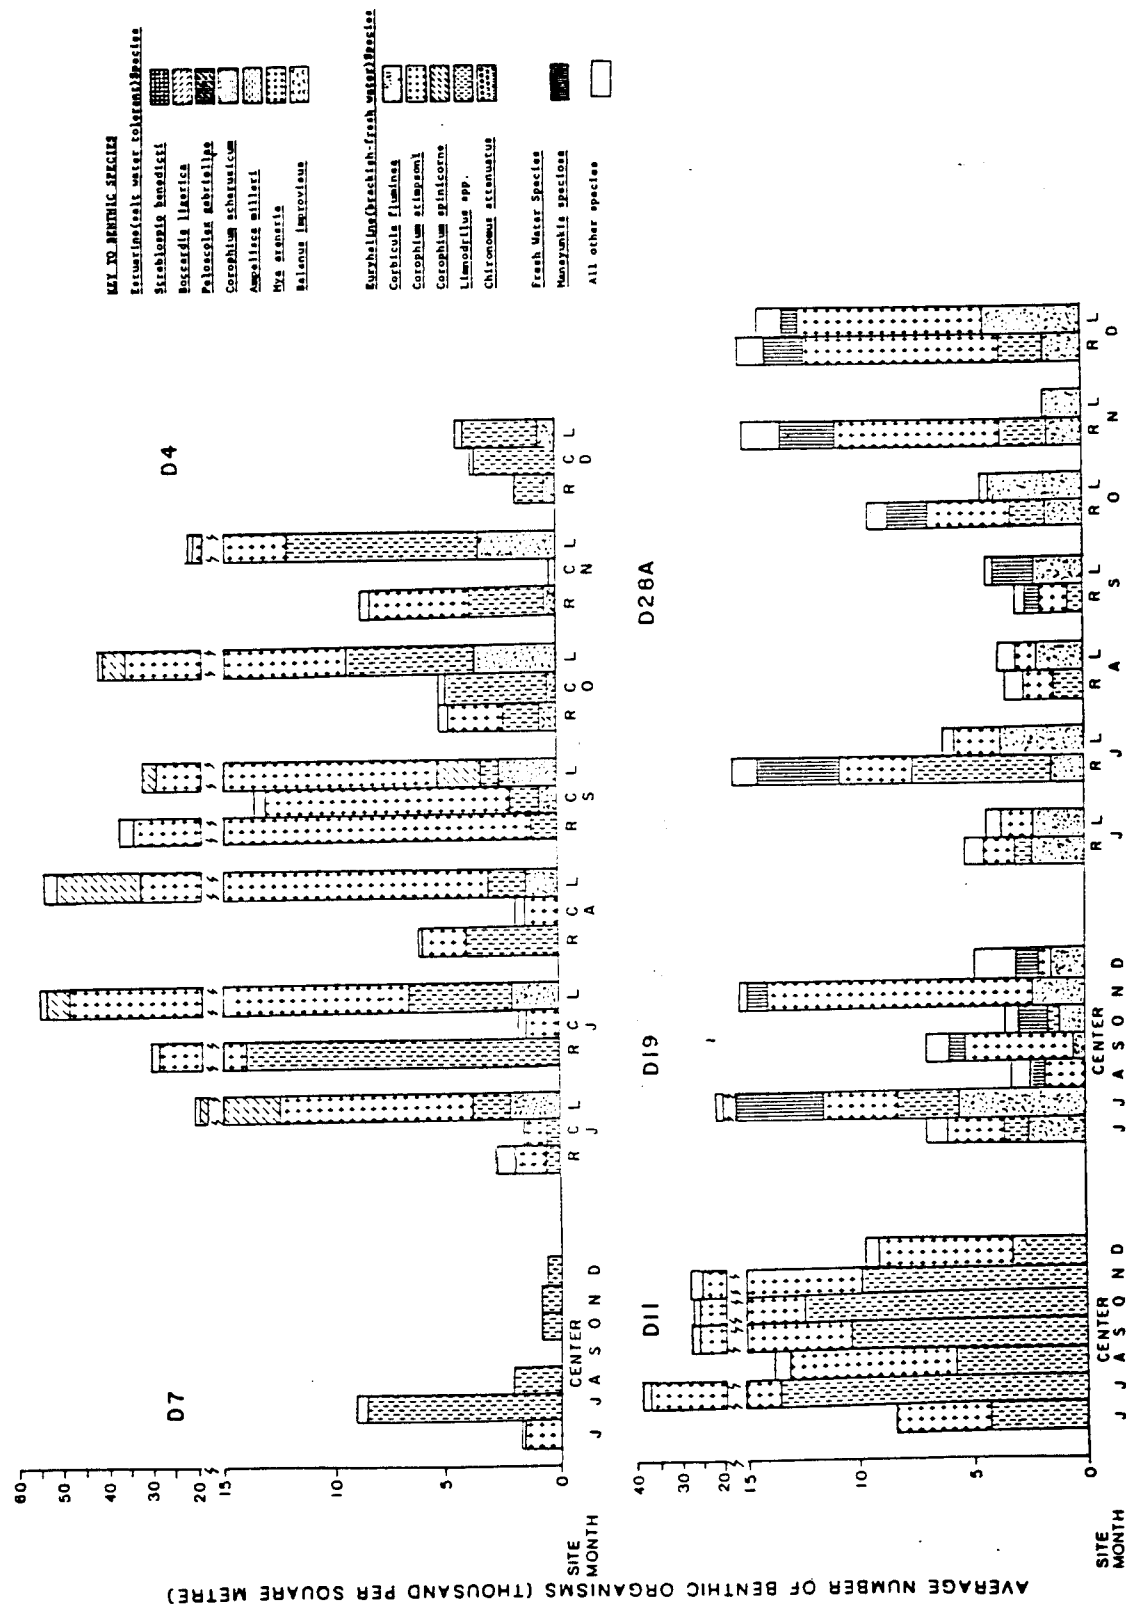 KEY TO BENTHIC SPECIES
Estuarine(salt water tolerant)Species
Streblospio benedicti
Boccardia ligerica
Peloscolex gabriellae
Corophium acherusicum
Ampelisca milleri
Mya arenaria
Balanus improvisus
Euryhaline(brackish-fresh water)Species
Corbicula fluminea
Corophium stimpsoni
Corophium spinicorne
Limnodrilus spp.
Chironomus attenuatus
Fresh Water Species
Manayunkia speciosa
All other species
AVERAGE NUMBER OF BENTHIC ORGANISMS (THOUSAND PER SQUARE METRE)
60
50
40
30
20
15
10
5
0
D7
D4
SITE
MONTH
CENTER
J J A S O N D
R C L
J
R C L
J
R C L
A
R C L
S
R C L
O
R C L
N
R C L
D
40
30
20
15
10
5
0
D11
D19
D28A
SITE
MONTH
CENTER
J J A S O N D
CENTER
J J A S O N D
R L
J
R L
J
R L
A
R L
S
R L
O
R L
N
R L
D